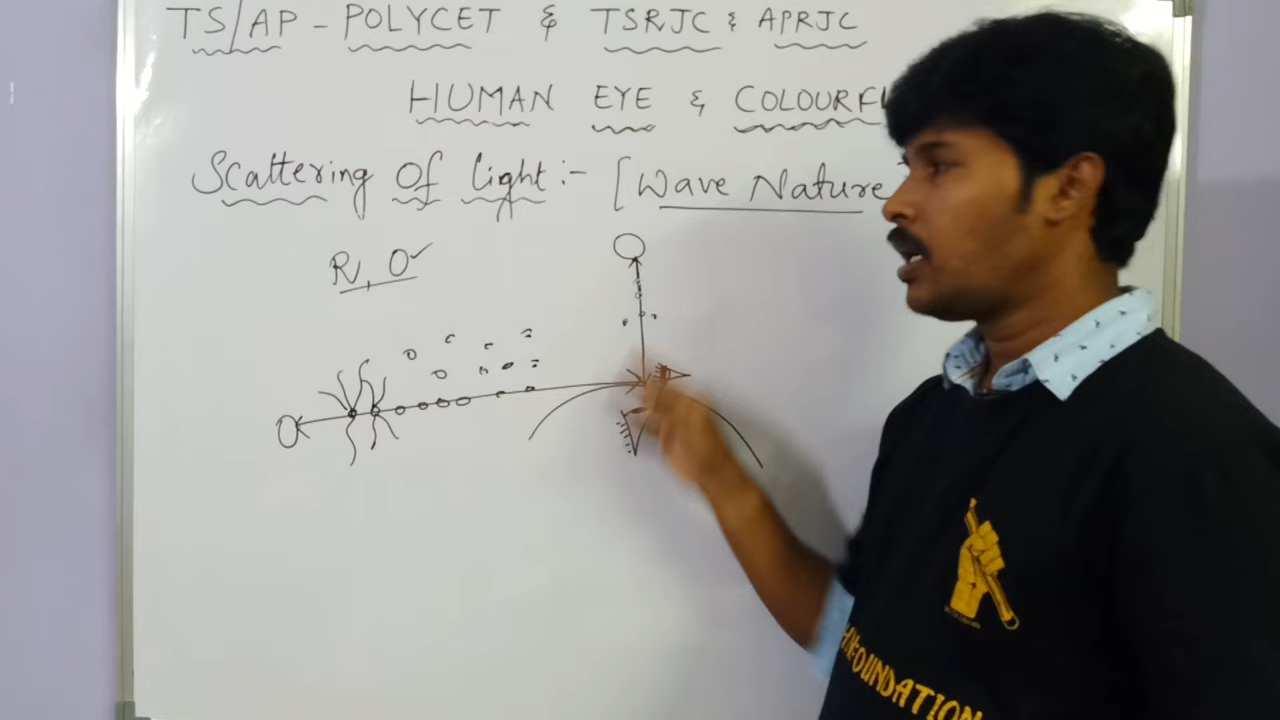 TS/AP - POLYCET & TSRJC & APRJC
HUMAN EYE & COLOURFU
Scattering Of light:- [Wave Nature
R, O ✓
FOUNDATION